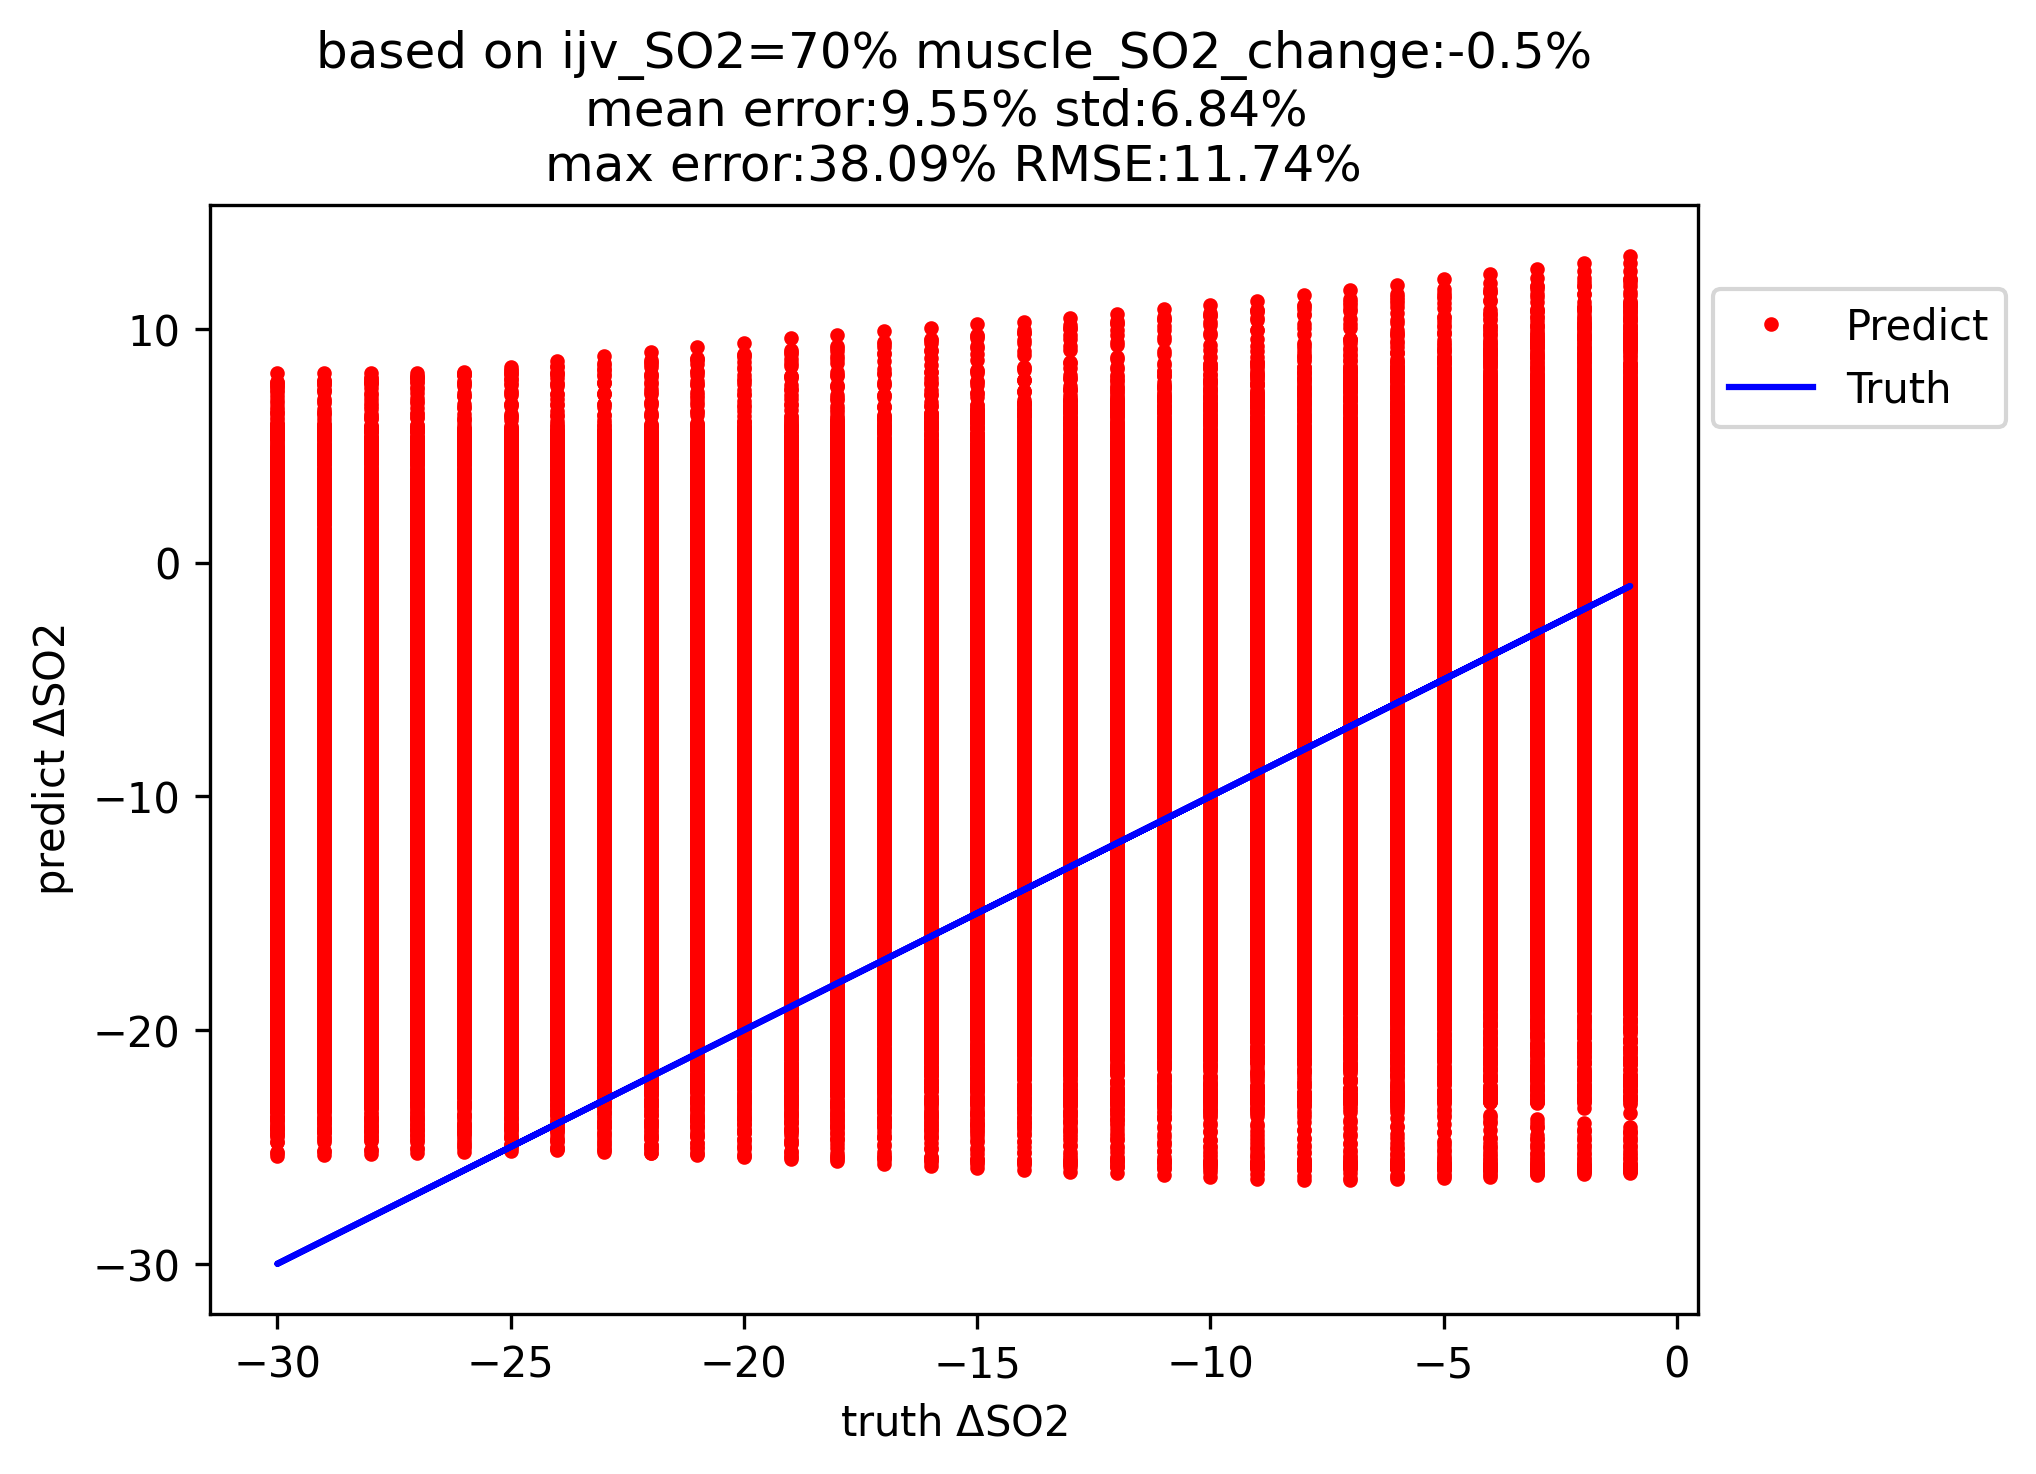 based on ijv_SO2=70% muscle_SO2_change:-0.5%
mean error:9.55% std:6.84%
max error:38.09% RMSE:11.74%
Predict
Truth
10
0
−10
−20
−30
predict ΔSO2
−30
−25
−20
−15
−10
−5
0
truth ΔSO2